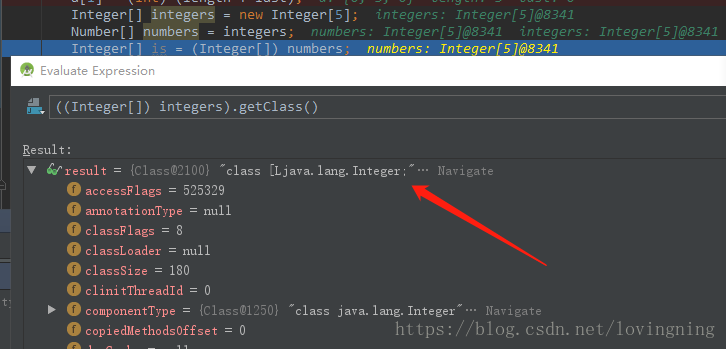 Integer[] integers = new Integer[5];  integers: Integer[5]@8341
Number[] numbers = integers;  numbers: Integer[5]@8341  integers: Integer[5]@8341
Integer[] is = (Integer[]) numbers;  numbers: Integer[5]@8341
Evaluate Expression
((Integer[]) integers).getClass()
Result:
result = {Class@2100} "class [Ljava.lang.Integer;"… Navigate
accessFlags = 525329
annotationType = null
classFlags = 8
classLoader = null
classSize = 180
clinitThreadId = 0
componentType = {Class@1250} "class java.lang.Integer"… Navigate
copiedMethodsOffset = 0
https://blog.csdn.net/lovingning